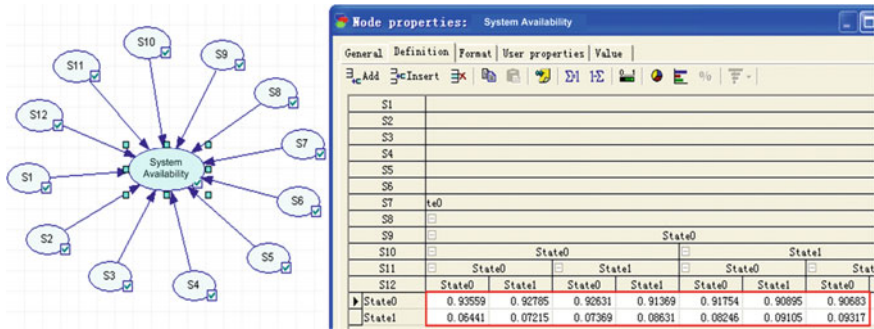 S10
S9
S11
S8
S12
S7
System
Availability
S1
S6
S2
S5
S3
S4
Node properties: System Availability
General Definition Format User properties Value
Add Insert Σ=1 1-Σ %
S1
S2
S3
S4
S5
S6
S7 te0
S8
S9 State0
S10 State0 State1
S11 State0 State1 State0 Stat
S12 State0 State1 State0 State1 State0 State1 State0
State0 0.93559 0.92785 0.92631 0.91369 0.91754 0.90895 0.90683
State1 0.06441 0.07215 0.07369 0.08631 0.08246 0.09105 0.09317